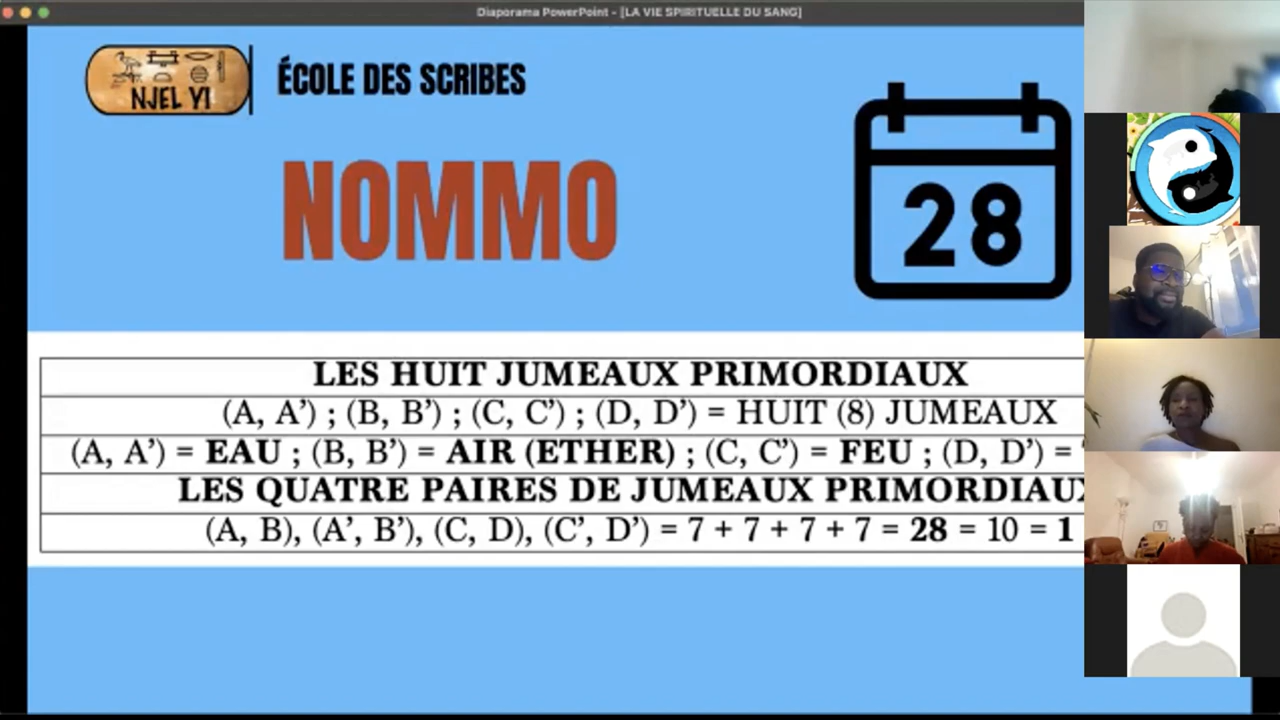 Diaporama PowerPoint - [LA VIE SPIRITUELLE DU SANG]
NJEL YI
ÉCOLE DES SCRIBES
NOMMO
28
LES HUIT JUMEAUX PRIMORDIAUX
(A, A’) ; (B, B’) ; (C, C’) ; (D, D’) = HUIT (8) JUMEAUX
(A, A’) = EAU ; (B, B’) = AIR (ETHER) ; (C, C’) = FEU ; (D, D’) =
LES QUATRE PAIRES DE JUMEAUX PRIMORDIAUX
(A, B), (A’, B’), (C, D), (C’, D’) = 7 + 7 + 7 + 7 = 28 = 10 = 1